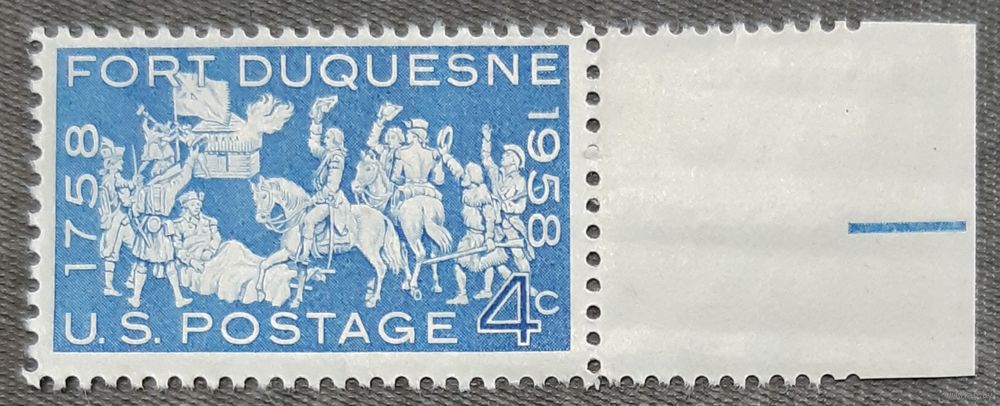 FORT DUQUESNE
1758
1958
U.S. POSTAGE 4c